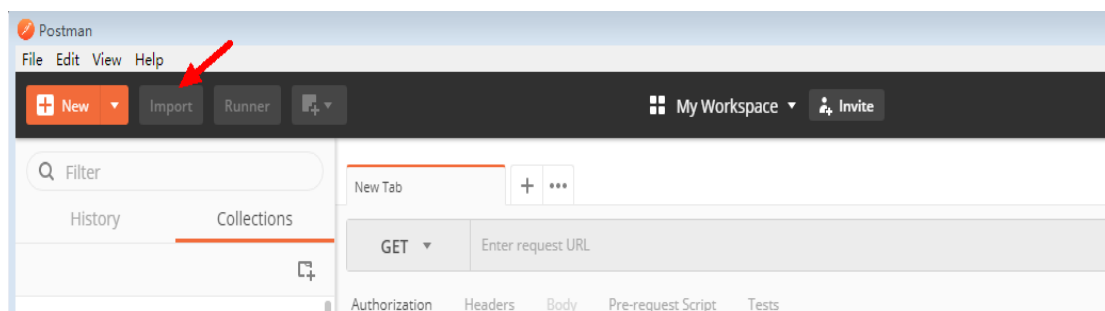 Postman
File Edit View Help
New Import Runner My Workspace Invite
Filter
New Tab
History Collections
GET Enter request URL
Authorization Headers Body Pre-request Script Tests